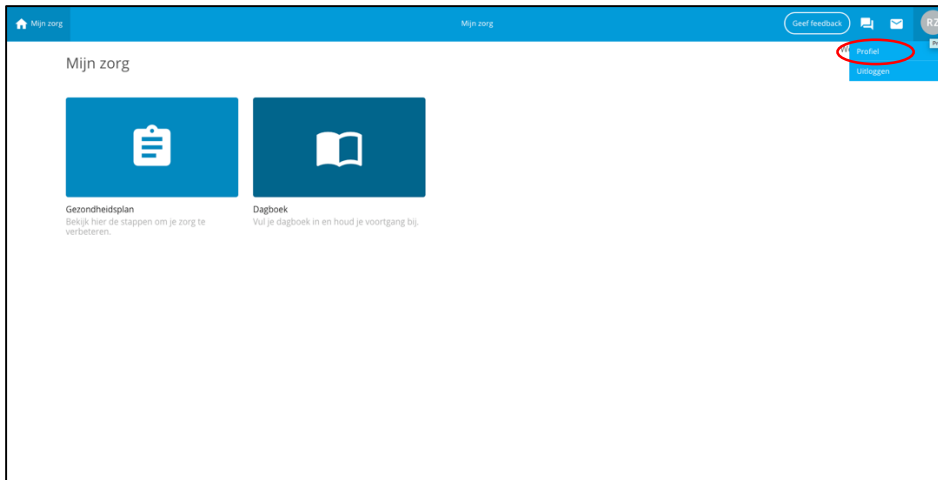 Mijn zorg
Mijn zorg
Geef feedback
RZ
Profiel
Uitloggen
Mijn zorg
Gezondheidsplan
Bekijk hier de stappen om je zorg te
verbeteren.
Dagboek
Vul je dagboek in en houd je voortgang bij.